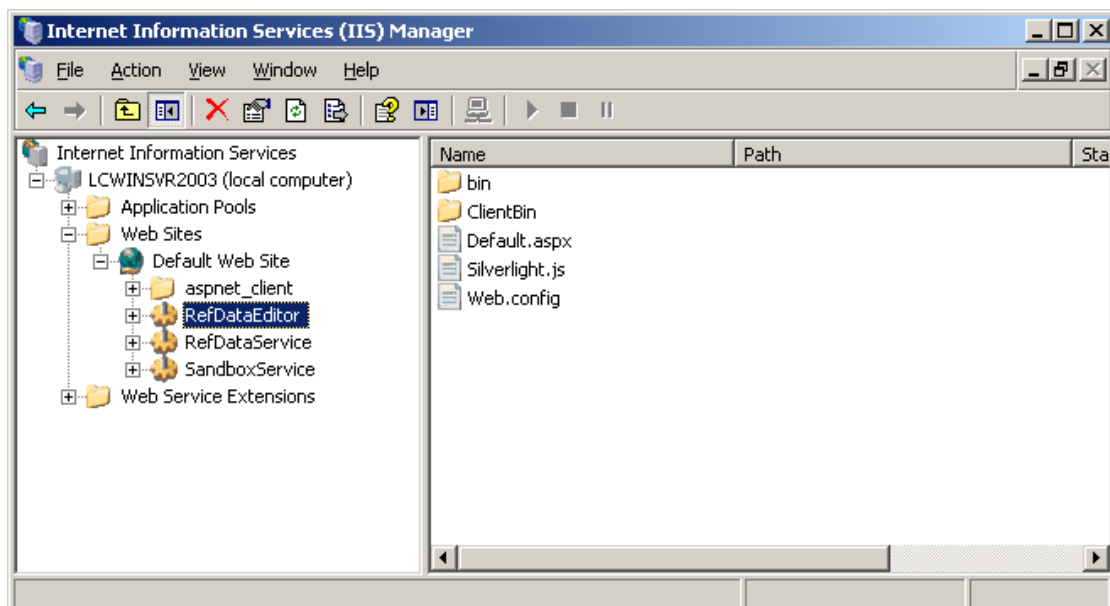 Internet Information Services (IIS) Manager
File Action View Window Help
Internet Information Services
LCWINSVR2003 (local computer)
Application Pools
Web Sites
Default Web Site
aspnet_client
RefDataEditor
RefDataService
SandboxService
Web Service Extensions
Name Path Sta
bin
ClientBin
Default.aspx
Silverlight.js
Web.config